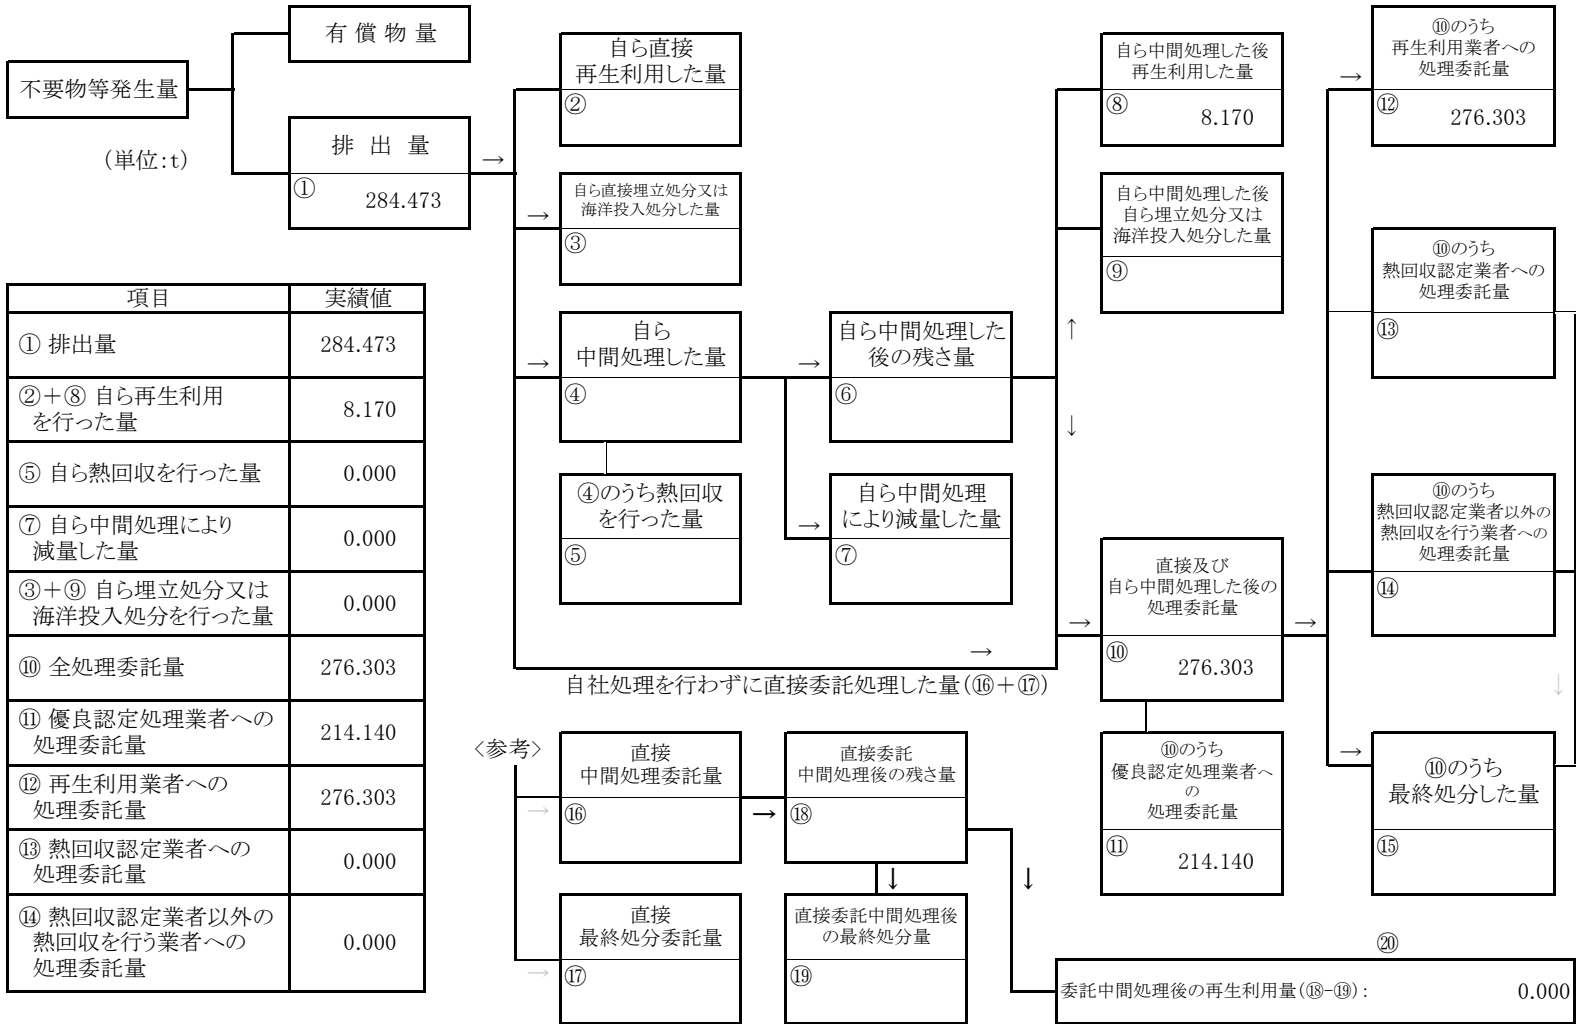 有償物量
不要物等発生量
(単位:t)
排出量
→
①
284.473
自ら直接
再生利用した量
②
→
自ら直接埋立処分又は
海洋投入処分した量
③
→
自ら
中間処理した量
④
→
自ら中間処理した
後の残さ量
⑥
④のうち熱回収
を行った量
⑤
→
自ら中間処理
により減量した量
⑦
自ら中間処理した後
再生利用した量
⑧
8.170
自ら中間処理した後
自ら埋立処分又は
海洋投入処分した量
⑨
↑
↓
→
直接及び
自ら中間処理した後の
処理委託量
⑩
276.303
→
→
自社処理を行わずに直接委託処理した量(⑯+⑰)
→
⑩のうち
再生利用業者への
処理委託量
⑫
276.303
⑩のうち
熱回収認定業者への
処理委託量
⑬
⑩のうち
熱回収認定業者以外の
熱回収を行う業者への
処理委託量
⑭
↓
→
⑩のうち
最終処分した量
⑮
⑩のうち
優良認定処理業者へ
の
処理委託量
⑪
214.140
項目 実績値
① 排出量 284.473
②+⑧ 自ら再生利用
を行った量 8.170
⑤ 自ら熱回収を行った量 0.000
⑦ 自ら中間処理により
減量した量 0.000
③+⑨ 自ら埋立処分又は
海洋投入処分を行った量 0.000
⑩ 全処理委託量 276.303
⑪ 優良認定処理業者への
処理委託量 214.140
⑫ 再生利用業者への
処理委託量 276.303
⑬ 熱回収認定業者への
処理委託量 0.000
⑭ 熱回収認定業者以外の
熱回収を行う業者への
処理委託量 0.000
<参考>
→
直接
中間処理委託量
⑯
→
直接委託
中間処理後の残さ量
⑱
↓
↓
→
直接
最終処分委託量
⑰
直接委託中間処理後
の最終処分量
⑲
⑳
委託中間処理後の再生利用量(⑱-⑲): 0.000